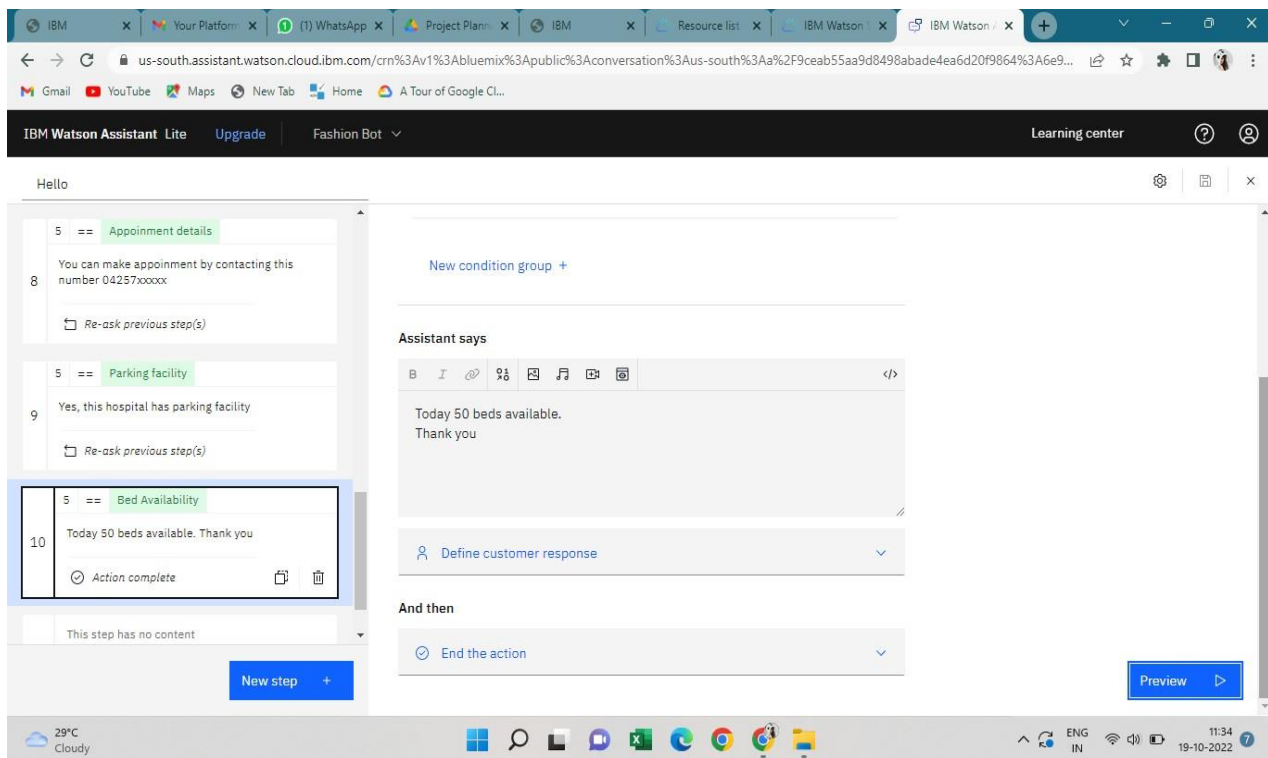 IBM
Your Platform
(1) WhatsApp
Project Plann
IBM
Resource list
IBM Watson
IBM Watson A
us-south.assistant.watson.cloud.ibm.com/crn%3Av1%3Abluemix%3Apublic%3Aconversation%3Aus-south%3Aa%2F9ceab55aa9d8498abade4ea6d20f9864%3A6e9...
Gmail
YouTube
Maps
New Tab
Home
A Tour of Google Cl...
IBM Watson Assistant Lite
Upgrade
Fashion Bot
Learning center
Hello
5 == Appoinment details
8
You can make appoinment by contacting this
number 04257xxxxx
Re-ask previous step(s)
5 == Parking facility
9
Yes, this hospital has parking facility
Re-ask previous step(s)
5 == Bed Availability
10
Today 50 beds available. Thank you
Action complete
This step has no content
New step +
New condition group +
Assistant says
B I
</>
Today 50 beds available.
Thank you
Define customer response
And then
End the action
Preview
29°C
Cloudy
ENG
IN
11:34
19-10-2022
7